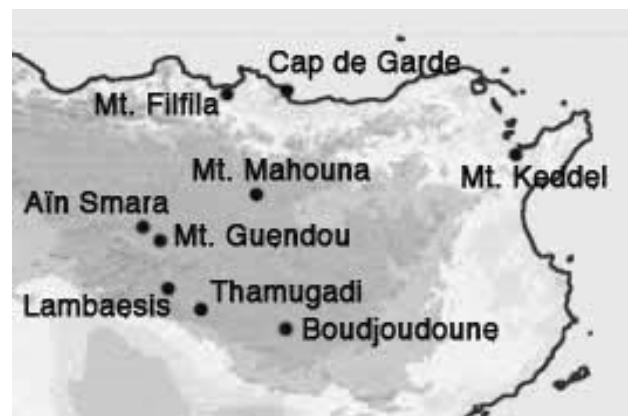 Cap de Garde
Mt. Filfila
Mt. Mahouna
Mt. Keddel
Aïn Smara
Mt. Guendou
Lambaesis
Thamugadi
Boudjoudoune